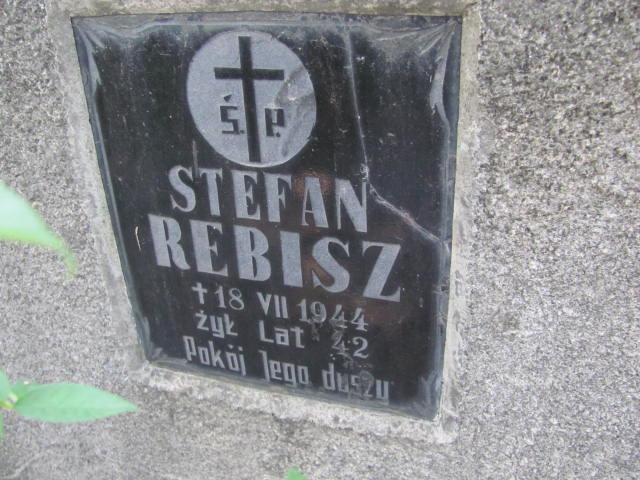 Ś.P.
STEFAN
REBISZ
†18 VII 1944
żył Lat 42
Pokój Jego duszy